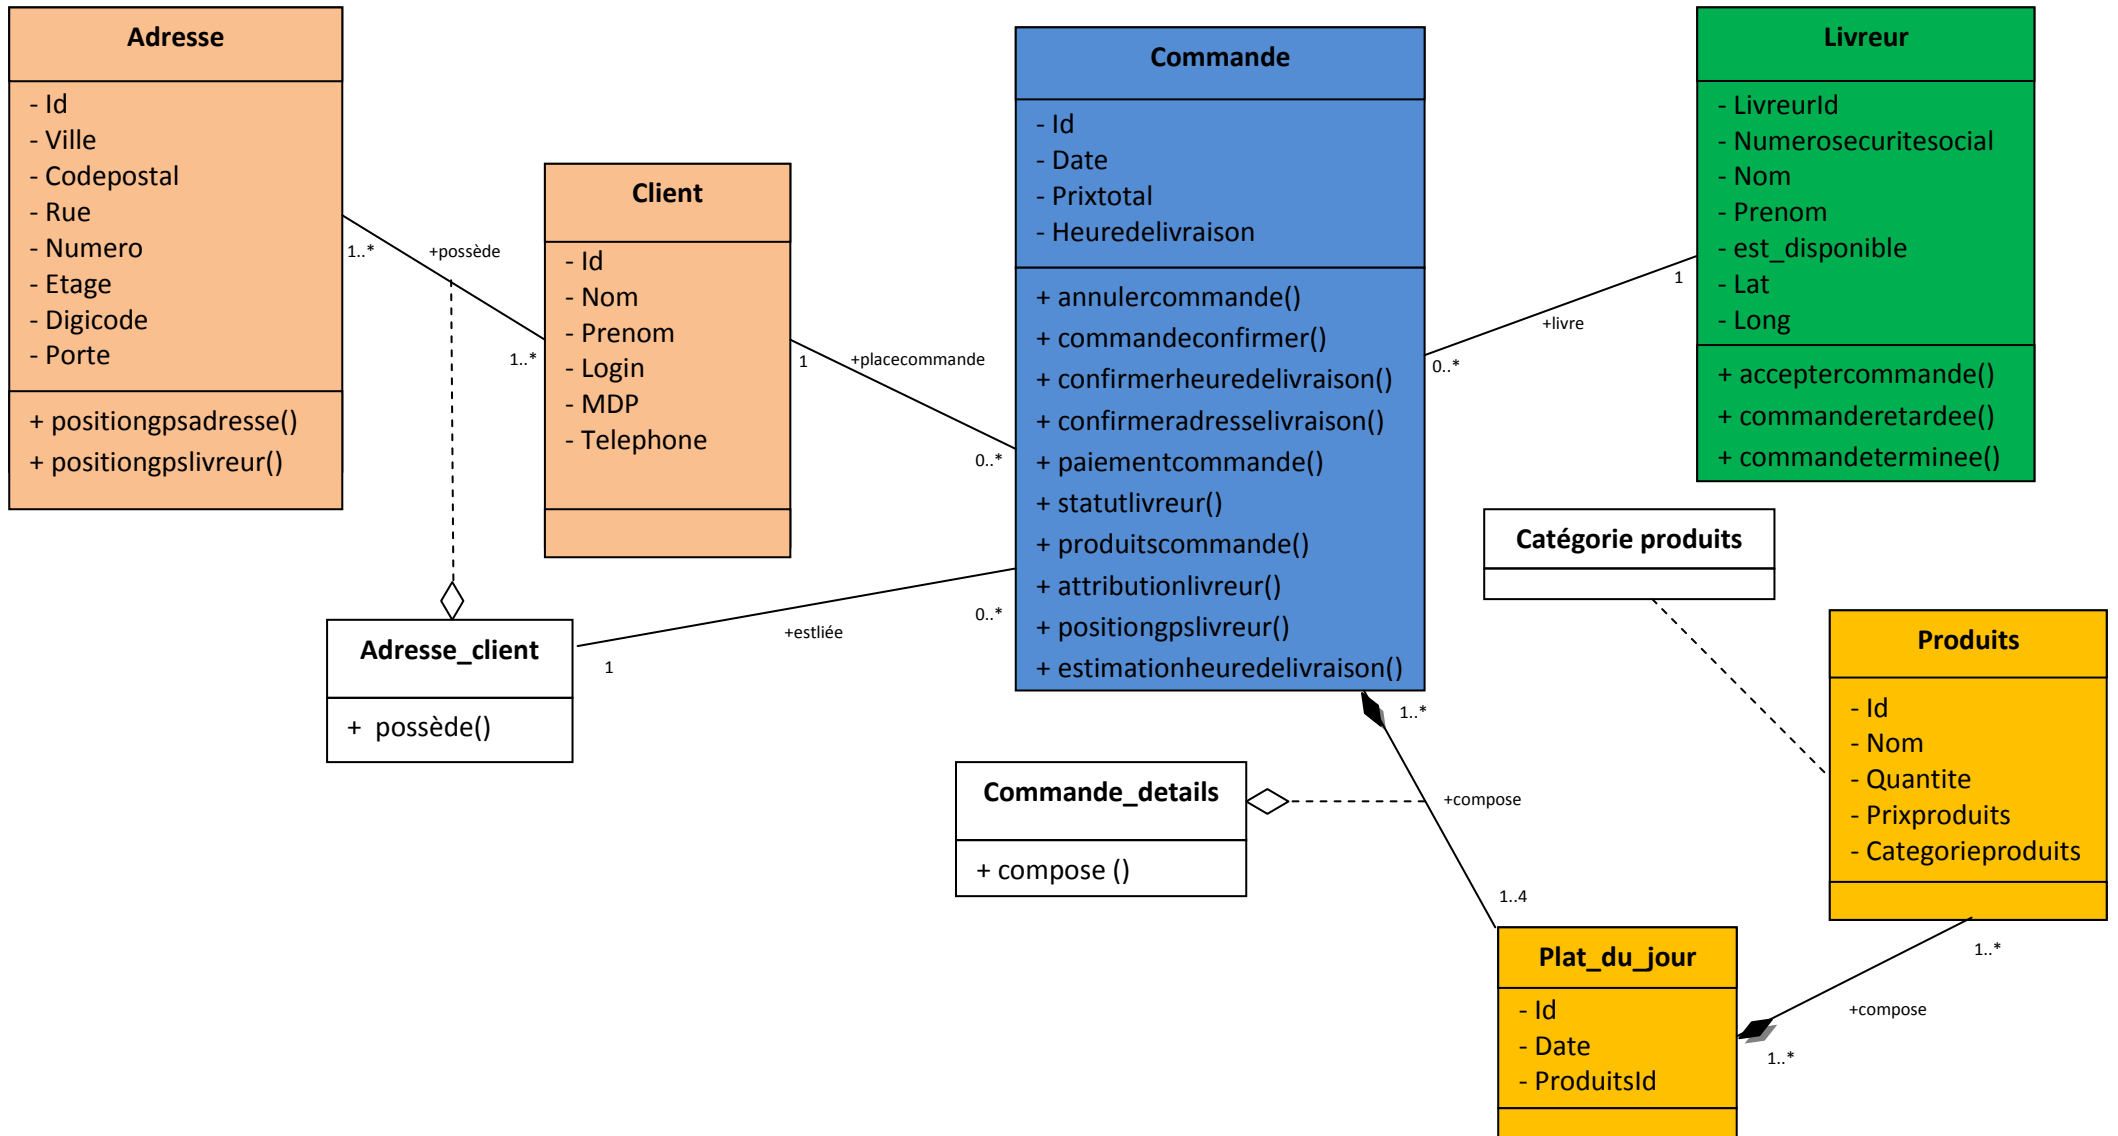 Adresse
- Id
- Ville
- Codepostal
- Rue
- Numero
- Etage
- Digicode
- Porte
+ positiongpsadresse()
+ positiongpslivreur()
1..*
+possède
1..*
Client
- Id
- Nom
- Prenom
- Login
- MDP
- Telephone
1
+placecommande
0..*
Commande
- Id
- Date
- Prixtotal
- Heuredelivraison
+ annulercommande()
+ commandeconfirmer()
+ confirmerheuredelivraison()
+ confirmeradresselivraison()
+ paiementcommande()
+ statutlivreur()
+ produitscommande()
+ attributionlivreur()
+ positiongpslivreur()
+ estimationheuredelivraison()
0..*
+livre
1
Livreur
- LivreurId
- Numerosecuritesocial
- Nom
- Prenom
- est_disponible
- Lat
- Long
+ acceptercommande()
+ commanderetardee()
+ commandeterminee()
Adresse_client
+ possède()
1
+estliée
0..*
Catégorie produits
Produits
- Id
- Nom
- Quantite
- Prixproduits
- Categorieproduits
1..*
Commande_details
+ compose ()
+compose
1..4
Plat_du_jour
- Id
- Date
- ProduitsId
1..*
+compose
1..*